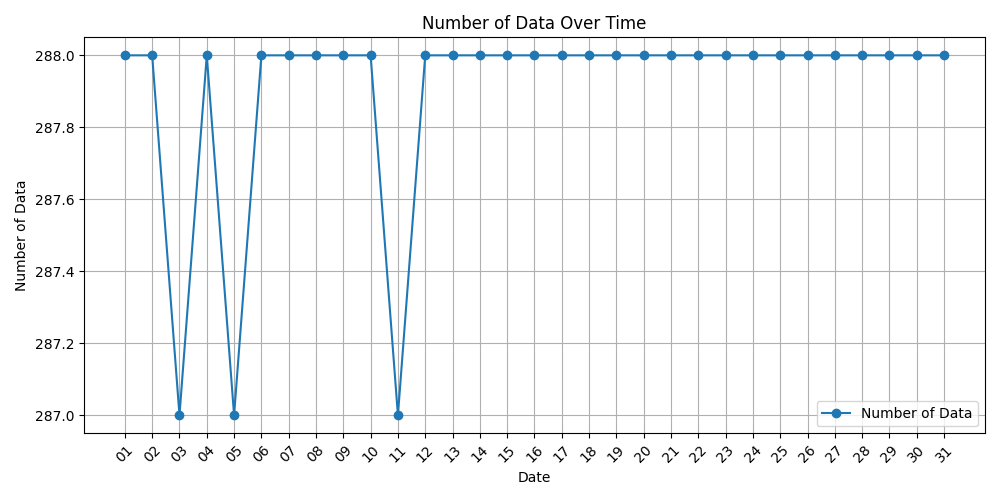 Number of Data Over Time
288.0
287.8
287.6
287.4
287.2
287.0
Number of Data
Number of Data
01 02 03 04 05 06 07 08 09 10 11 12 13 14 15 16 17 18 19 20 21 22 23 24 25 26 27 28 29 30 31
Date